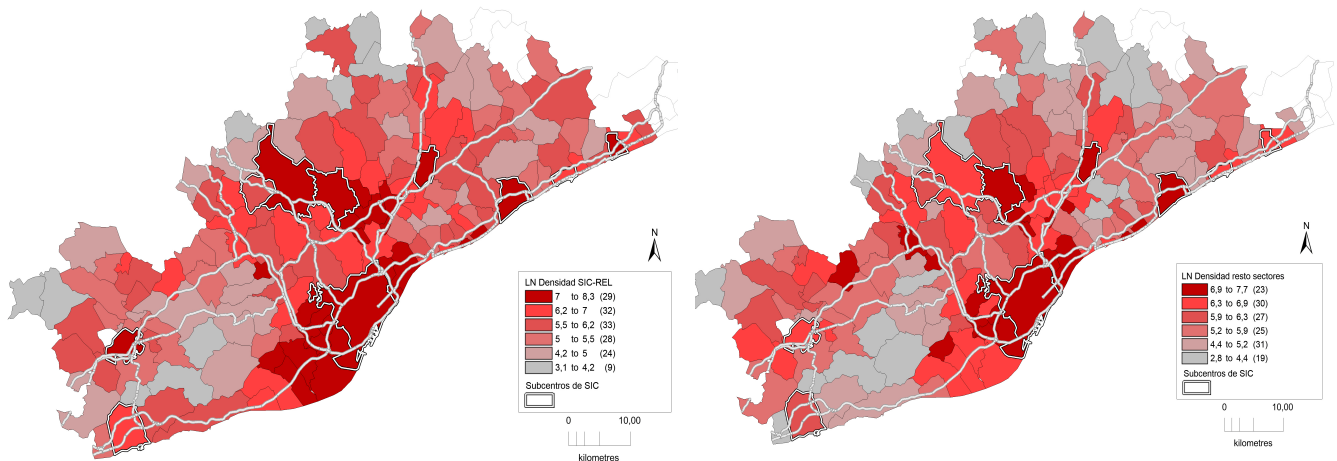 N
LN Densidad SIC-REL
7 to 8,3 (29)
6,2 to 7 (32)
5,5 to 6,2 (33)
5 to 5,5 (28)
4,2 to 5 (24)
3,1 to 4,2 (9)
Subcentros de SIC
0 10,00
kilometres
N
LN Densidad resto sectores
6,9 to 7,7 (23)
6,3 to 6,9 (30)
5,9 to 6,3 (27)
5,2 to 5,9 (25)
4,4 to 5,2 (31)
2,8 to 4,4 (19)
Subcentros de SIC
0 10,00
kilometres